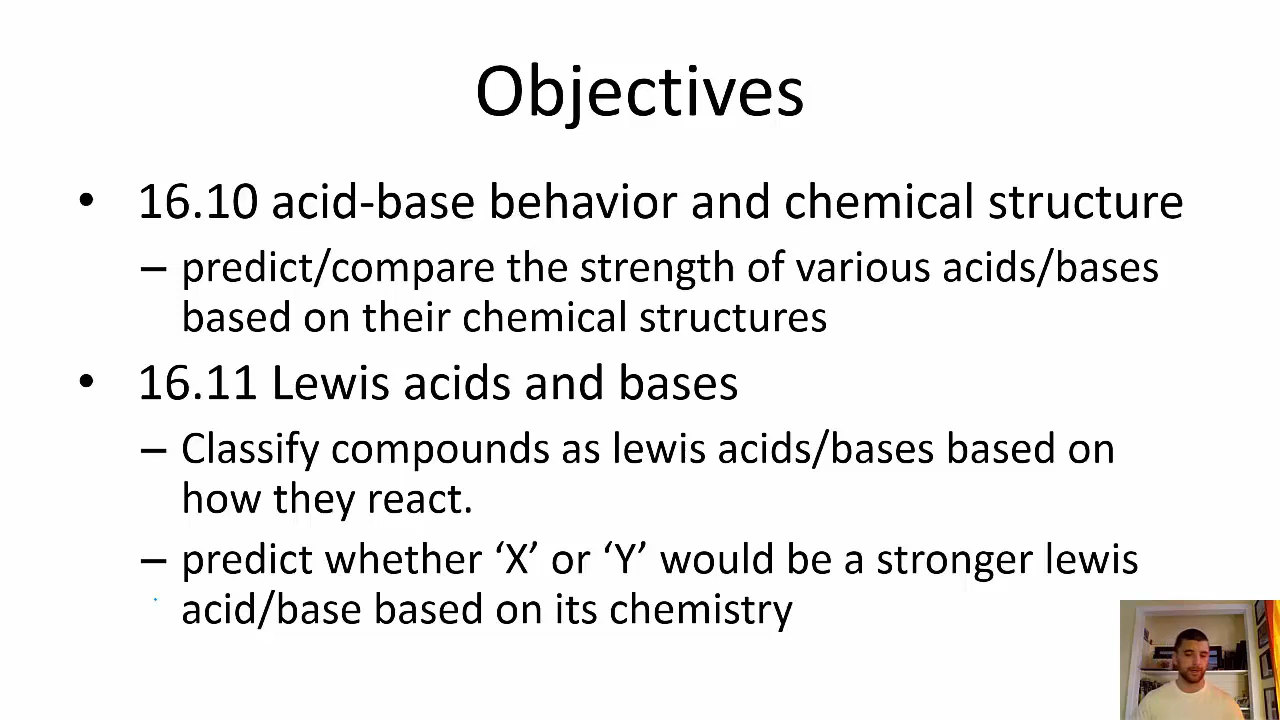 Objectives
• 16.10 acid-base behavior and chemical structure
– predict/compare the strength of various acids/bases
based on their chemical structures
• 16.11 Lewis acids and bases
– Classify compounds as lewis acids/bases based on
how they react.
– predict whether ‘X’ or ‘Y’ would be a stronger lewis
acid/base based on its chemistry